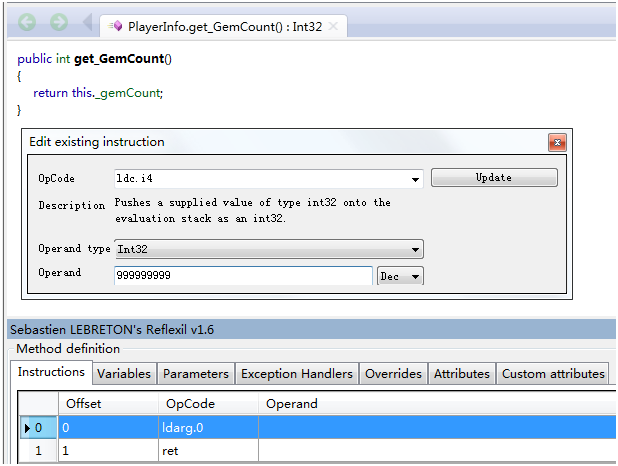 PlayerInfo.get_GemCount() : Int32
public int get_GemCount()
{
return this._gemCount;
}
Edit existing instruction
OpCode ldc.i4 Update
Description Pushes a supplied value of type int32 onto the
evaluation stack as an int32.
Operand type Int32
Operand 999999999 Dec
Sebastien LEBRETON's Reflexil v1.6
Method definition
Instructions Variables Parameters Exception Handlers Overrides Attributes Custom attributes
Offset OpCode Operand
0 0 ldarg.0
1 1 ret